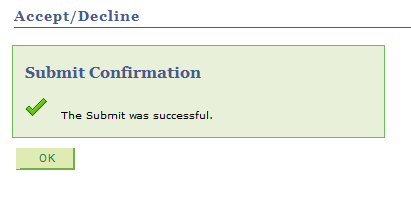 Accept/Decline
Submit Confirmation
The Submit was successful.
OK